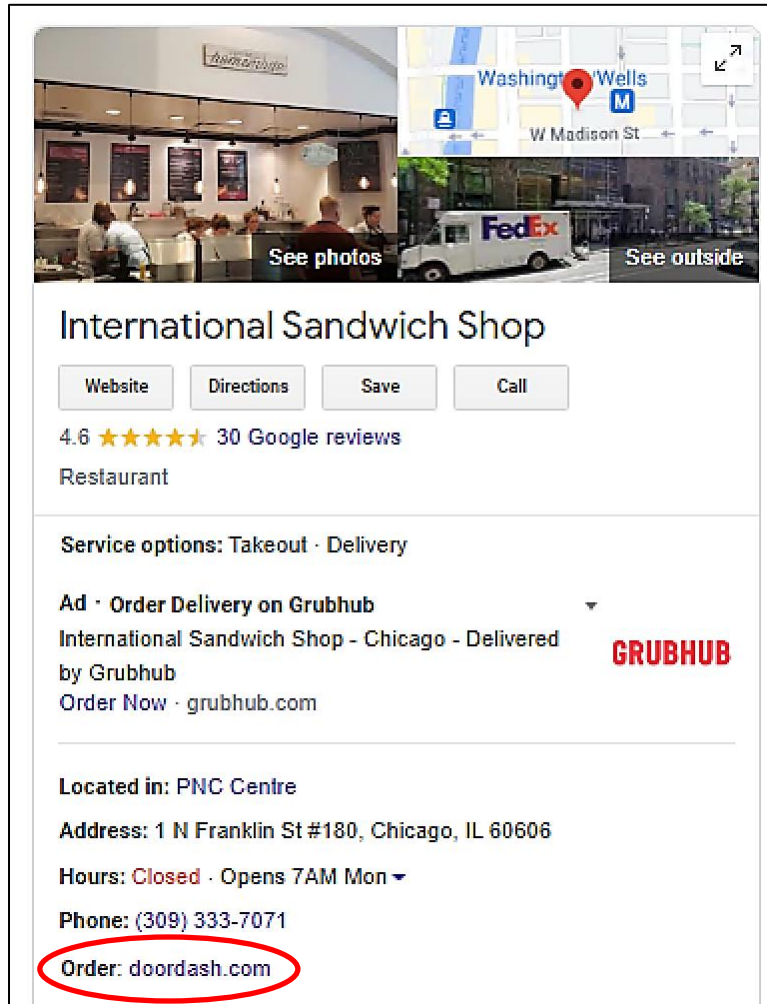 homemade
Washingt
/Wells
M
W Madison St
FedEx
See photos
See outside
International Sandwich Shop
Website Directions Save Call
4.6 30 Google reviews
Restaurant
Service options: Takeout · Delivery
Ad · Order Delivery on Grubhub
International Sandwich Shop - Chicago - Delivered
by Grubhub
GRUBHUB
Order Now · grubhub.com
Located in: PNC Centre
Address: 1 N Franklin St #180, Chicago, IL 60606
Hours: Closed · Opens 7AM Mon
Phone: (309) 333-7071
Order: doordash.com